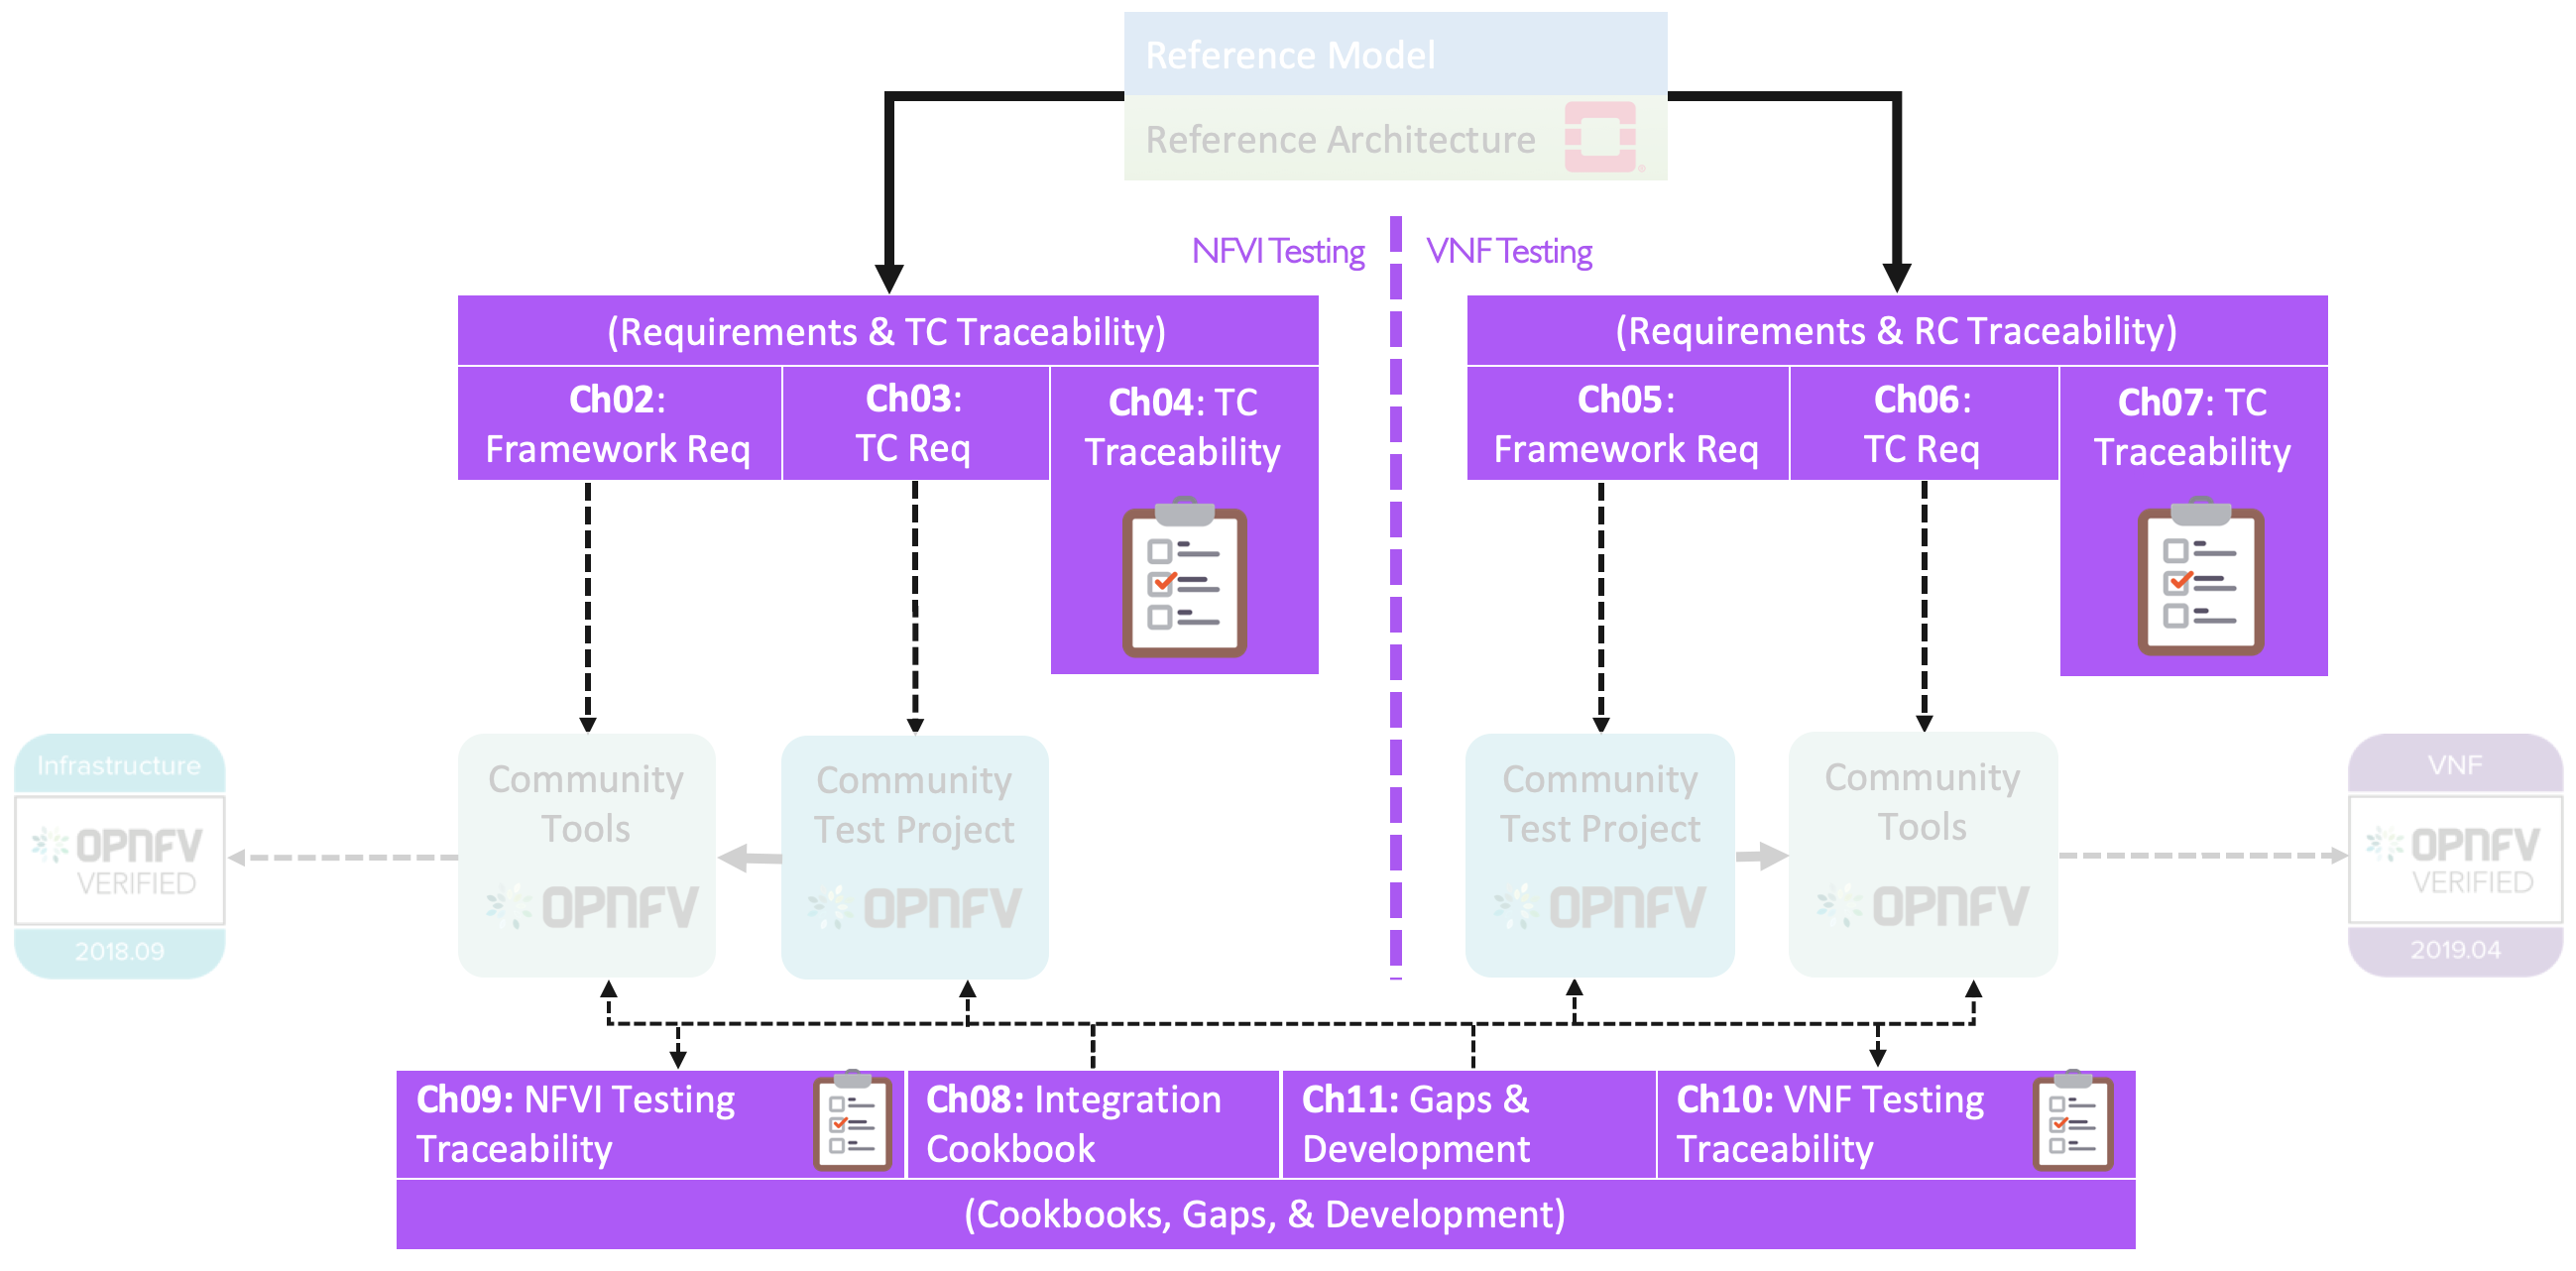 Reference Model
Reference Architecture
NFVI Testing
VNF Testing
(Requirements & TC Traceability)
Ch02:
Framework Req
Ch03:
TC Req
Ch04: TC
Traceability
(Requirements & RC Traceability)
Ch05:
Framework Req
Ch06:
TC Req
Ch07: TC
Traceability
Infrastructure
OPNFV
VERIFIED
2018.09
Community
Tools
OPNFV
Community
Test Project
OPNFV
Community
Test Project
OPNFV
Community
Tools
OPNFV
VNF
OPNFV
VERIFIED
2019.04
Ch09: NFVI Testing
Traceability
Ch08: Integration
Cookbook
Ch11: Gaps &
Development
Ch10: VNF Testing
Traceability
(Cookbooks, Gaps, & Development)